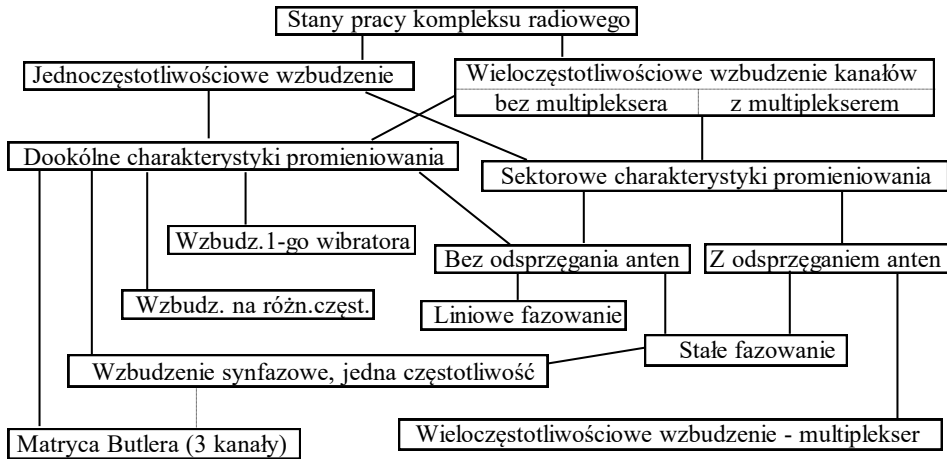 Stany pracy kompleksu radiowego
Jednoczęstotliwościowe wzbudzenie
Wieloczęstotliwościowe wzbudzenie kanałów
bez multipleksera
z multiplekserem
Dookólne charakterystyki promieniowania
Sektorowe charakterystyki promieniowania
Wzbudz.1-go wibratora
Bez odsprzęgania anten
Z odsprzęganiem anten
Wzbudz. na różn.częst.
Liniowe fazowanie
Stałe fazowanie
Wzbudzenie synfazowe, jedna częstotliwość
Matryca Butlera (3 kanały)
Wieloczęstotliwościowe wzbudzenie - multiplekser